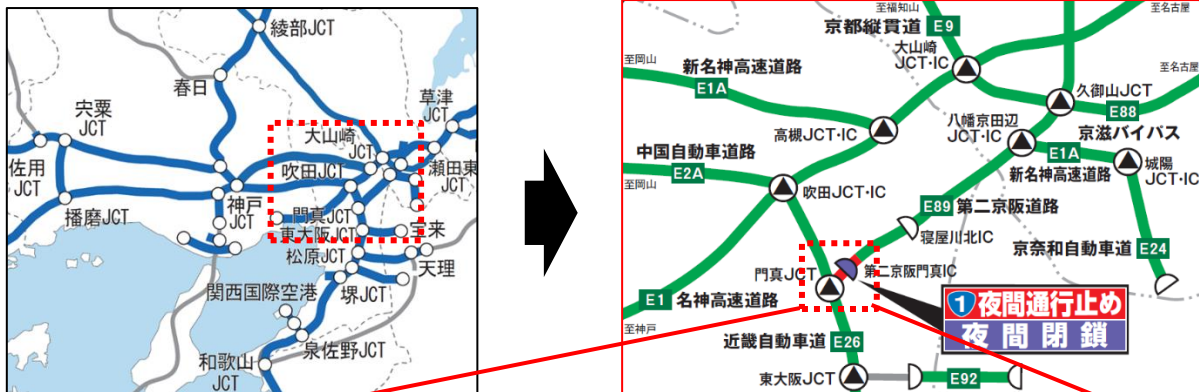 綾部JCT
春日
宍粟
JCT
草津
JCT
大山崎
JCT
佐用
JCT
吹田JCT
瀬田東
JCT
播磨JCT
神戸
JCT
門真JCT
東大阪JCT
宝来
松原JCT
天理
関西国際空港
堺JCT
泉佐野JCT
和歌山
JCT
至福知山
至名古屋
京都縦貫道
E9
大山崎
JCT・IC
至岡山
新名神高速道路
E1A
至名古屋
久御山JCT
E88
高槻JCT・IC
八幡京田辺
JCT・IC
京滋バイパス
中国自動車道路
E2A
E1A
城陽
JCT・IC
新名神高速道路
至岡山
吹田JCT・IC
E89
第二京阪道路
寝屋川北IC
京奈和自動車道
E24
門真JCT
第二京阪門真IC
E1
名神高速道路
1
夜間通行止め
夜間閉鎖
至神戸
近畿自動車道
E26
東大阪JCT
E92